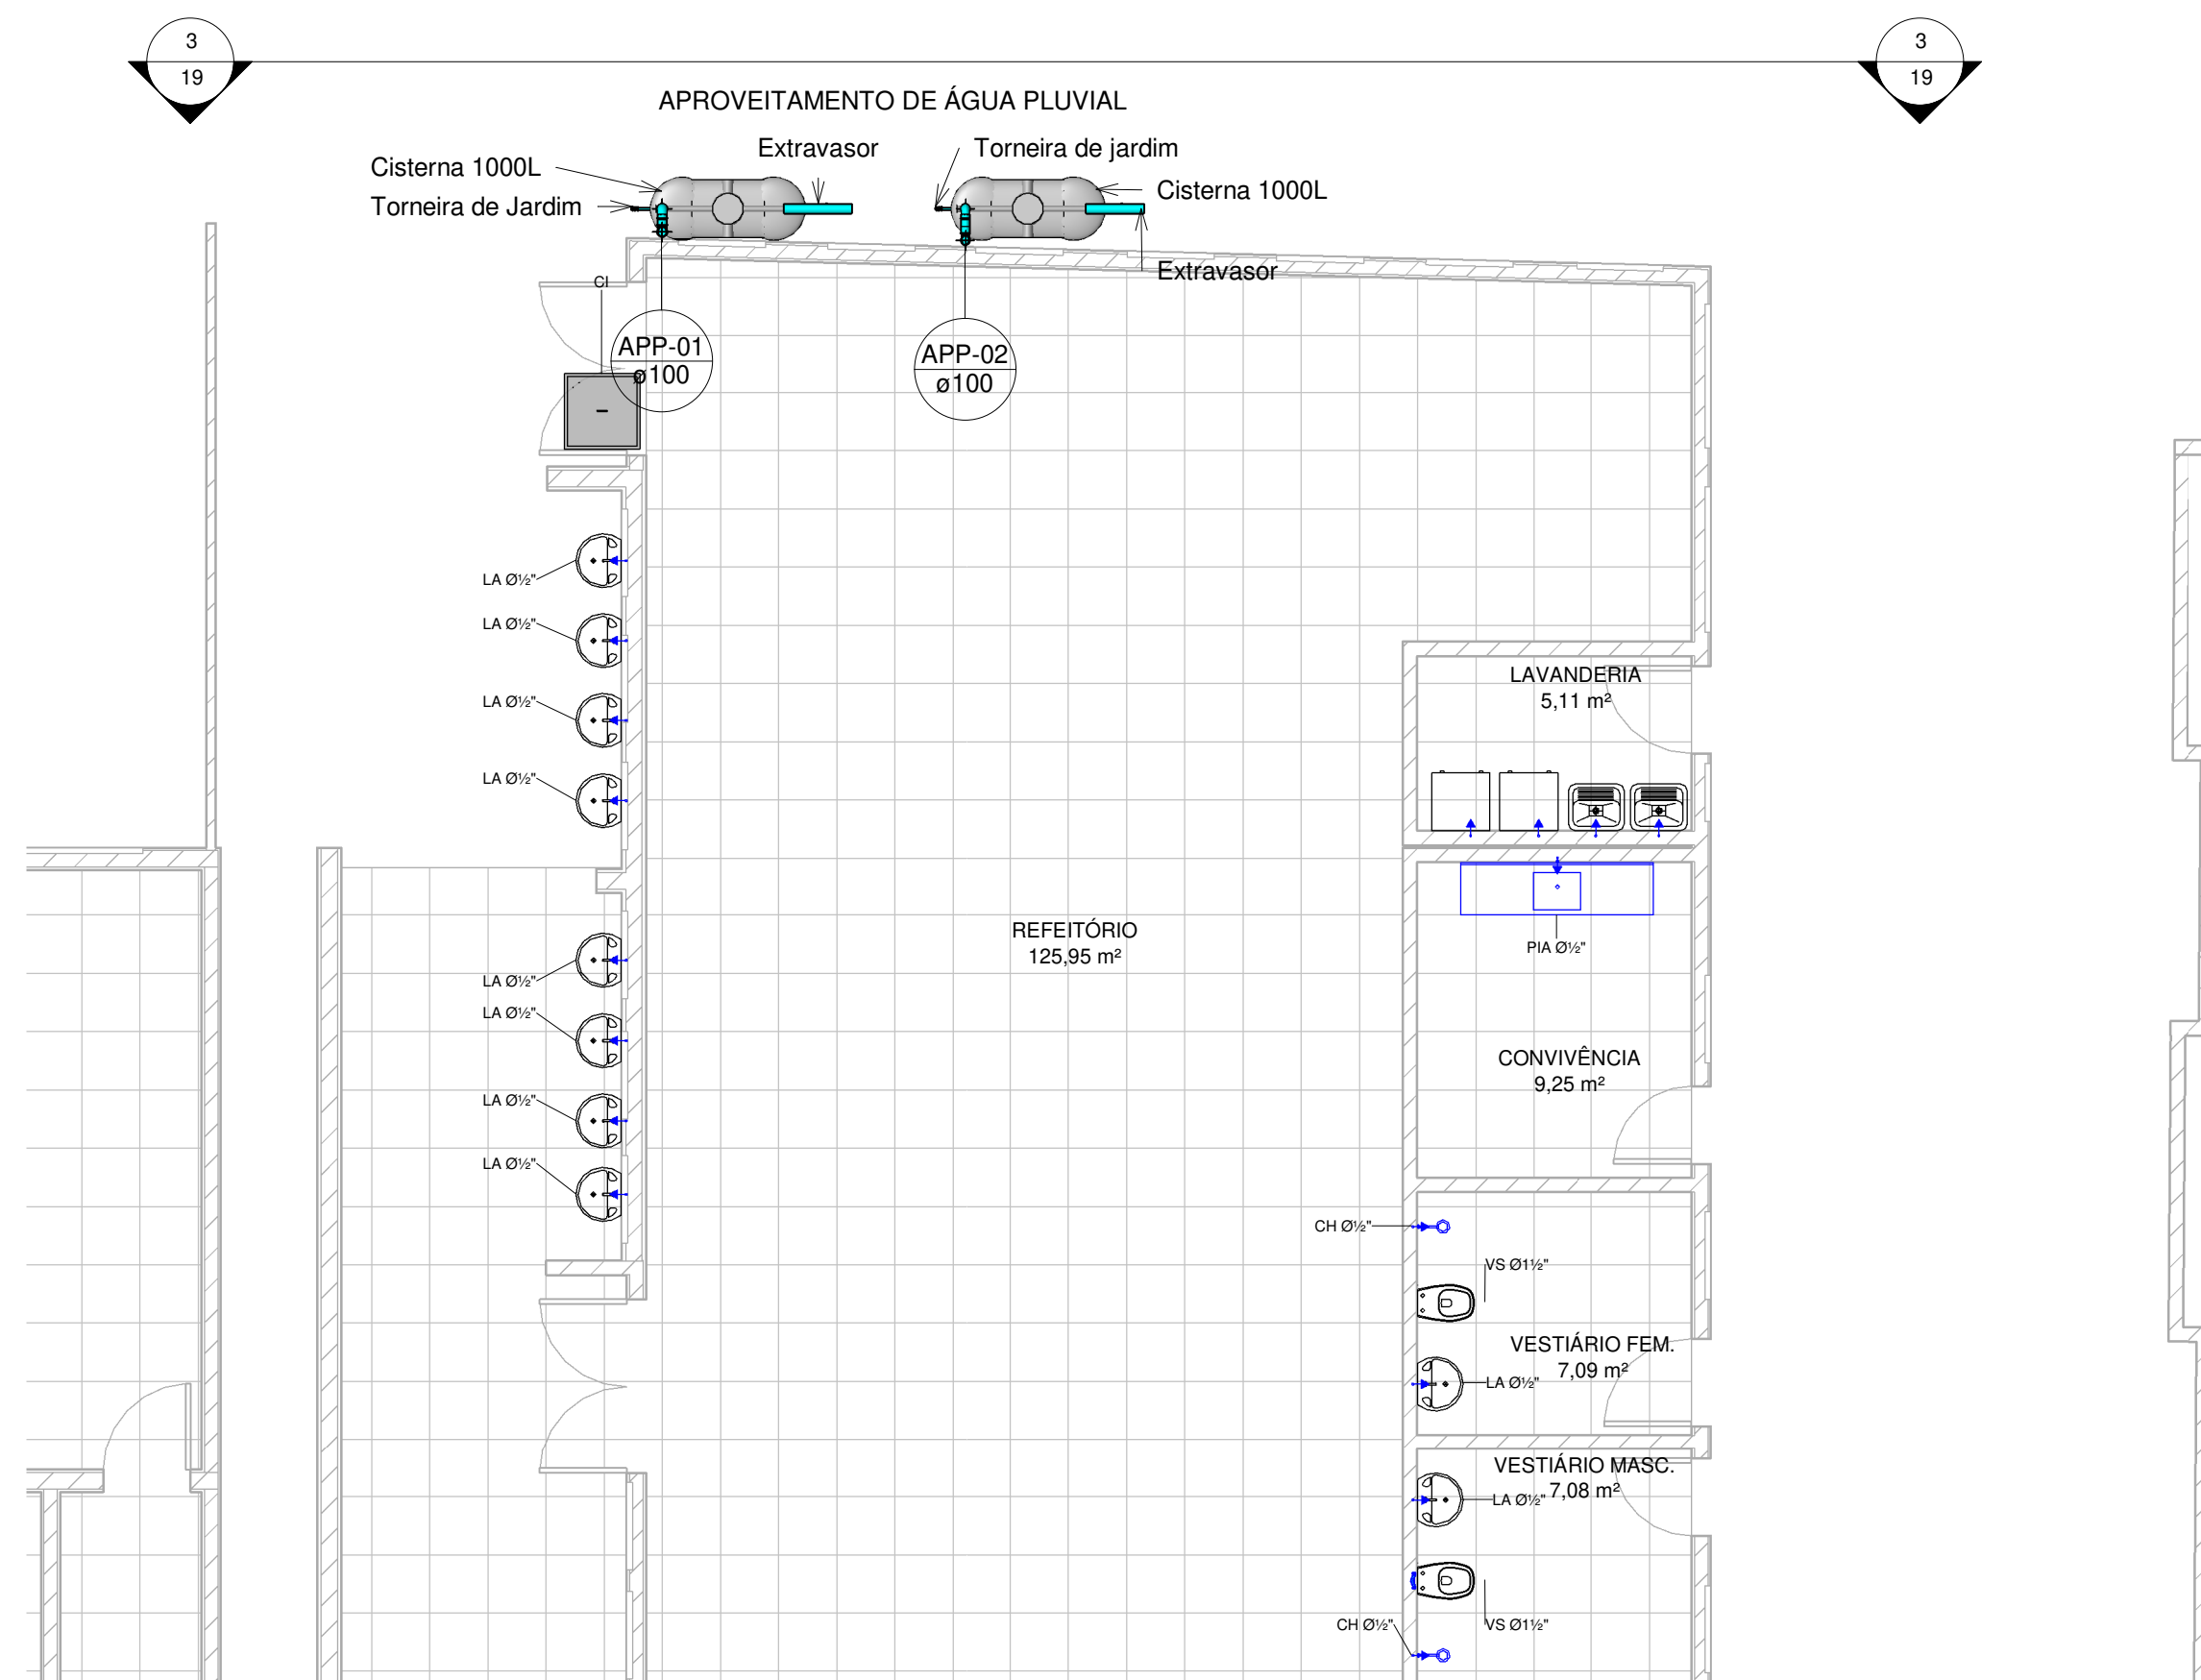 3
19
3
19
APROVEITAMENTO DE ÁGUA PLUVIAL
Extravasor
Torneira de jardim
Cisterna 1000L
Cisterna 1000L
Torneira de Jardim
Extravasor
CI
APP-01
ø100
APP-02
ø100
LA Ø½"
LA Ø½"
LAVANDERIA
5,11 m²
LA Ø½"
LA Ø½"
REFEITÓRIO
125,95 m²
PIA Ø½"
LA Ø½"
LA Ø½"
CONVIVÊNCIA
9,25 m²
LA Ø½"
LA Ø½"
CH Ø½"
VS Ø1½"
VESTIÁRIO FEM.
7,09 m²
LA Ø½"
VESTIÁRIO MASC.
7,08 m²
LA Ø½"
CH Ø½"
VS Ø1½"